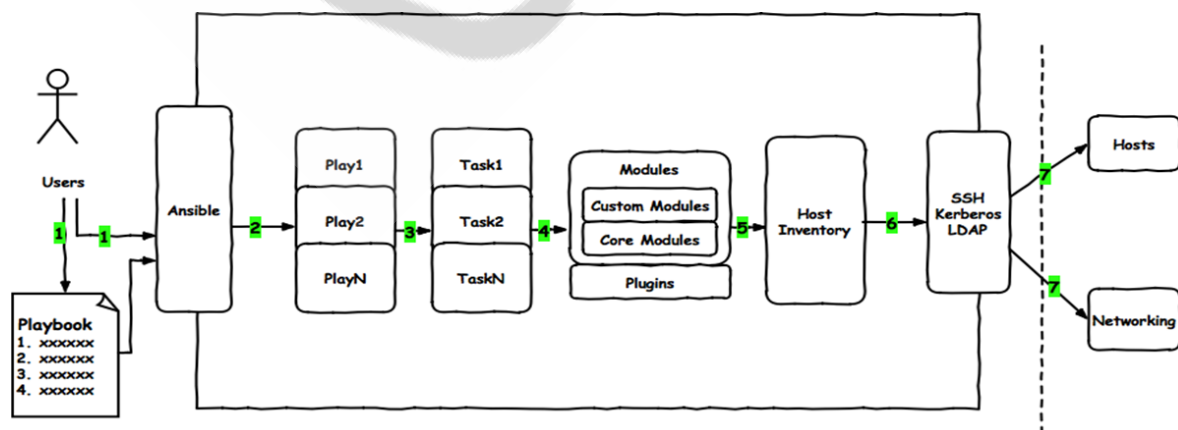 Users
1
1
Playbook
1. xxxxxx
2. xxxxxx
3. xxxxxx
4. xxxxxx
Ansible
2
Play1
Play2
PlayN
3
Task1
Task2
TaskN
4
Modules
Custom Modules
Core Modules
Plugins
5
Host
Inventory
6
SSH
Kerberos
LDAP
7
7
Hosts
Networking